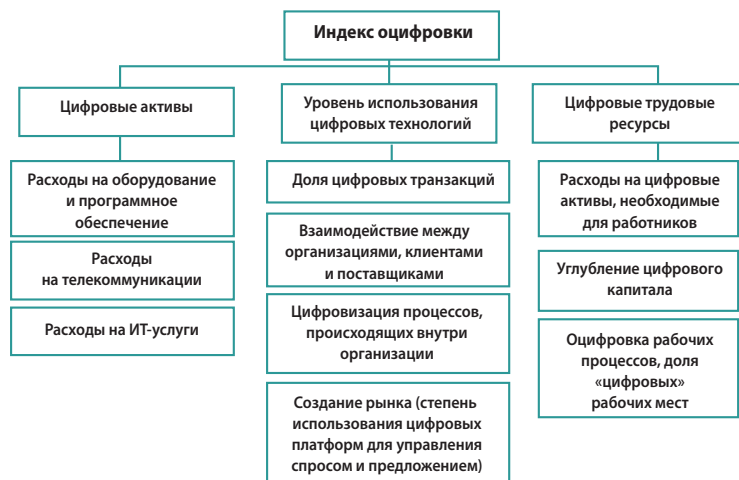 Индекс оцифровки
Цифровые активы
Расходы на оборудование
и программное
обеспечение
Расходы
на телекоммуникации
Расходы на ИТ-услуги
Уровень использования
цифровых технологий
Доля цифровых транзакций
Взаимодействие между
организациями, клиентами
и поставщиками
Цифровизация процессов,
происходящих внутри
организации
Создание рынка (степень
использования цифровых
платформ для управления
спросом и предложением)
Цифровые трудовые
ресурсы
Расходы на цифровые
активы, необходимые
для работников
Углубление цифрового
капитала
Оцифровка рабочих
процессов, доля
«цифровых»
рабочих мест